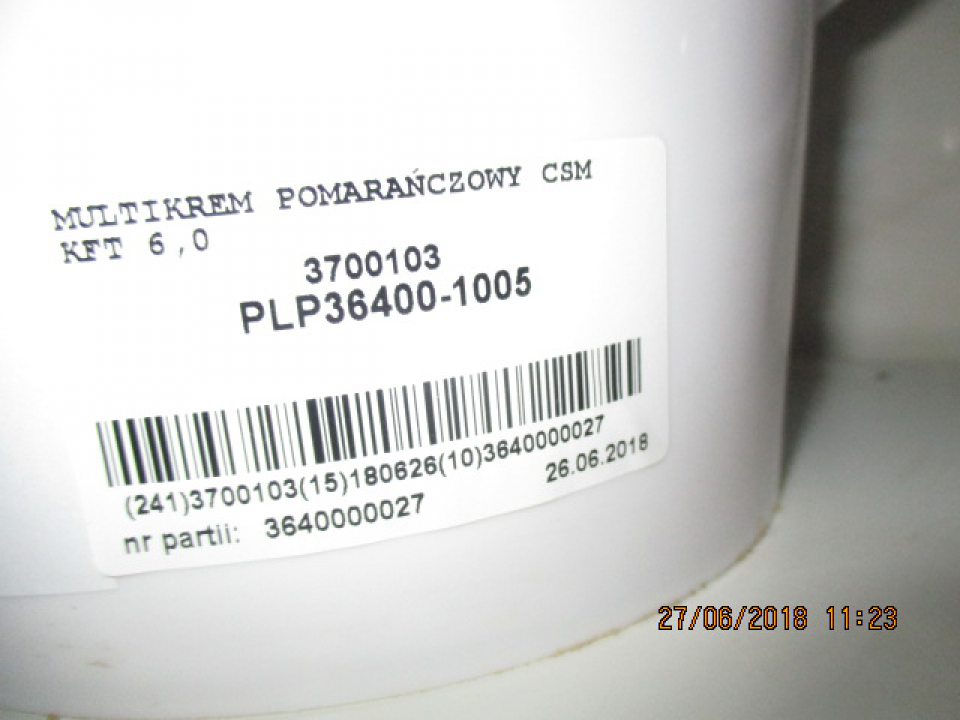 MULTIKREM POMARAŃCZOWY CSM
KFT 6,0
3700103
PLP36400-1005
(241)3700103(15)180626(10)3640000027
26.06.2018
nr partii: 3640000027
27/06/2018 11:23